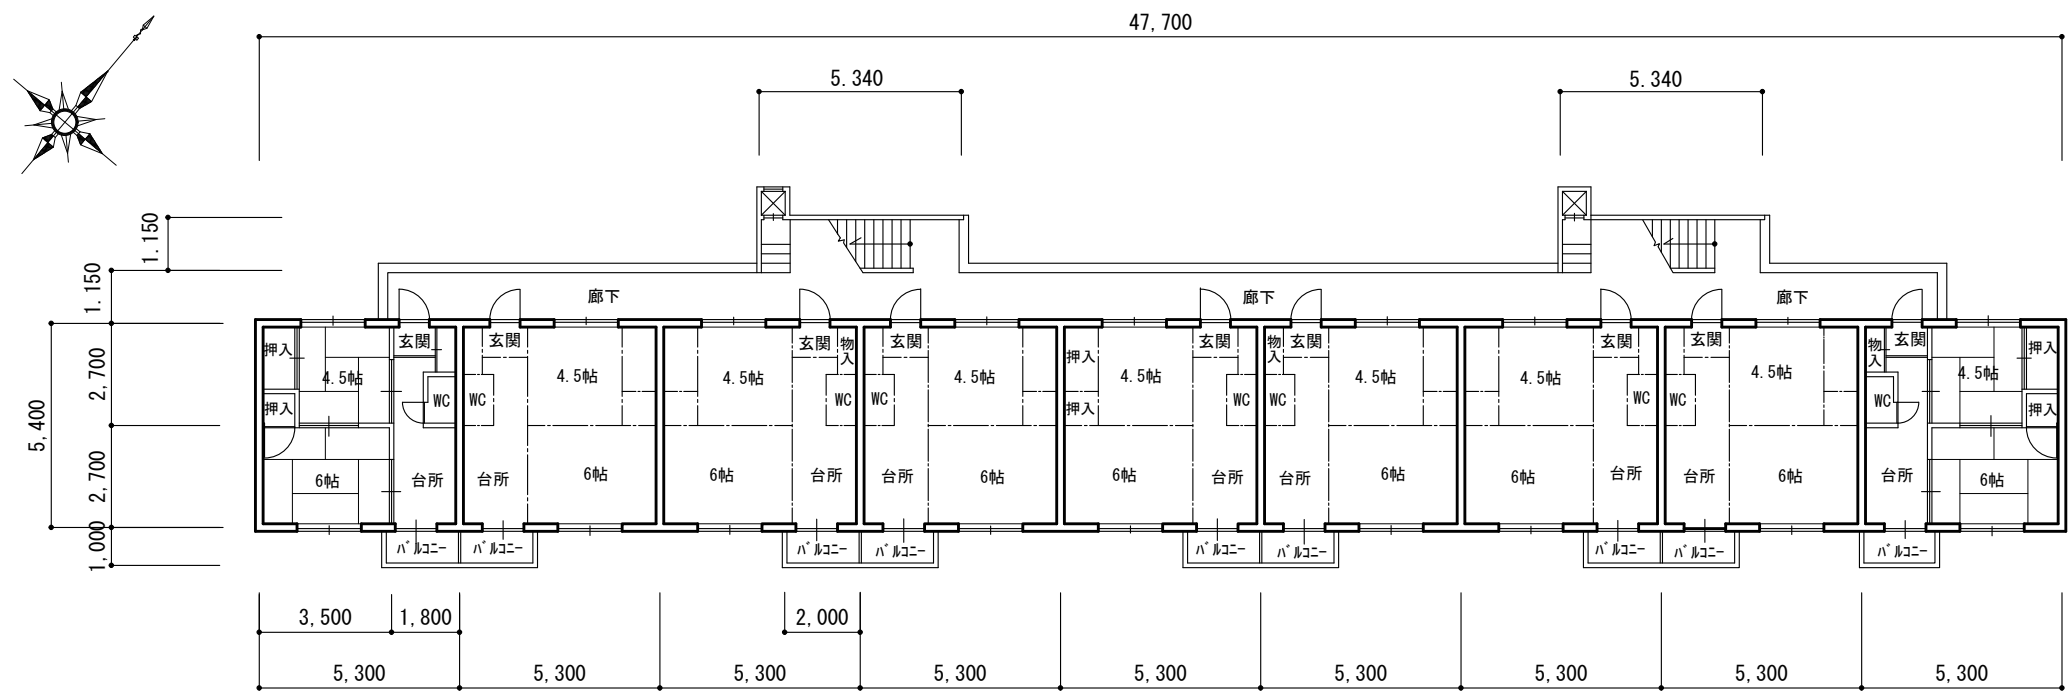 47,700
5.340
5.340
1.150
1.150
2,700
5,400
2,700
1,000
廊下
廊下
廊下
押入
玄関
玄関
玄関
物入
玄関
押入
玄関
物入
玄関
玄関
玄関
物入
玄関
押入
4.5帖
4.5帖
4.5帖
4.5帖
4.5帖
4.5帖
4.5帖
4.5帖
4.5帖
押入
WC
WC
WC
WC
押入
WC
WC
WC
WC
WC
押入
6帖
台所
台所
6帖
6帖
台所
台所
6帖
6帖
台所
台所
6帖
6帖
台所
台所
6帖
台所
6帖
バルコニー
バルコニー
バルコニー
バルコニー
バルコニー
バルコニー
バルコニー
バルコニー
バルコニー
3,500
1,800
2,000
5,300
5,300
5,300
5,300
5,300
5,300
5,300
5,300
5,300